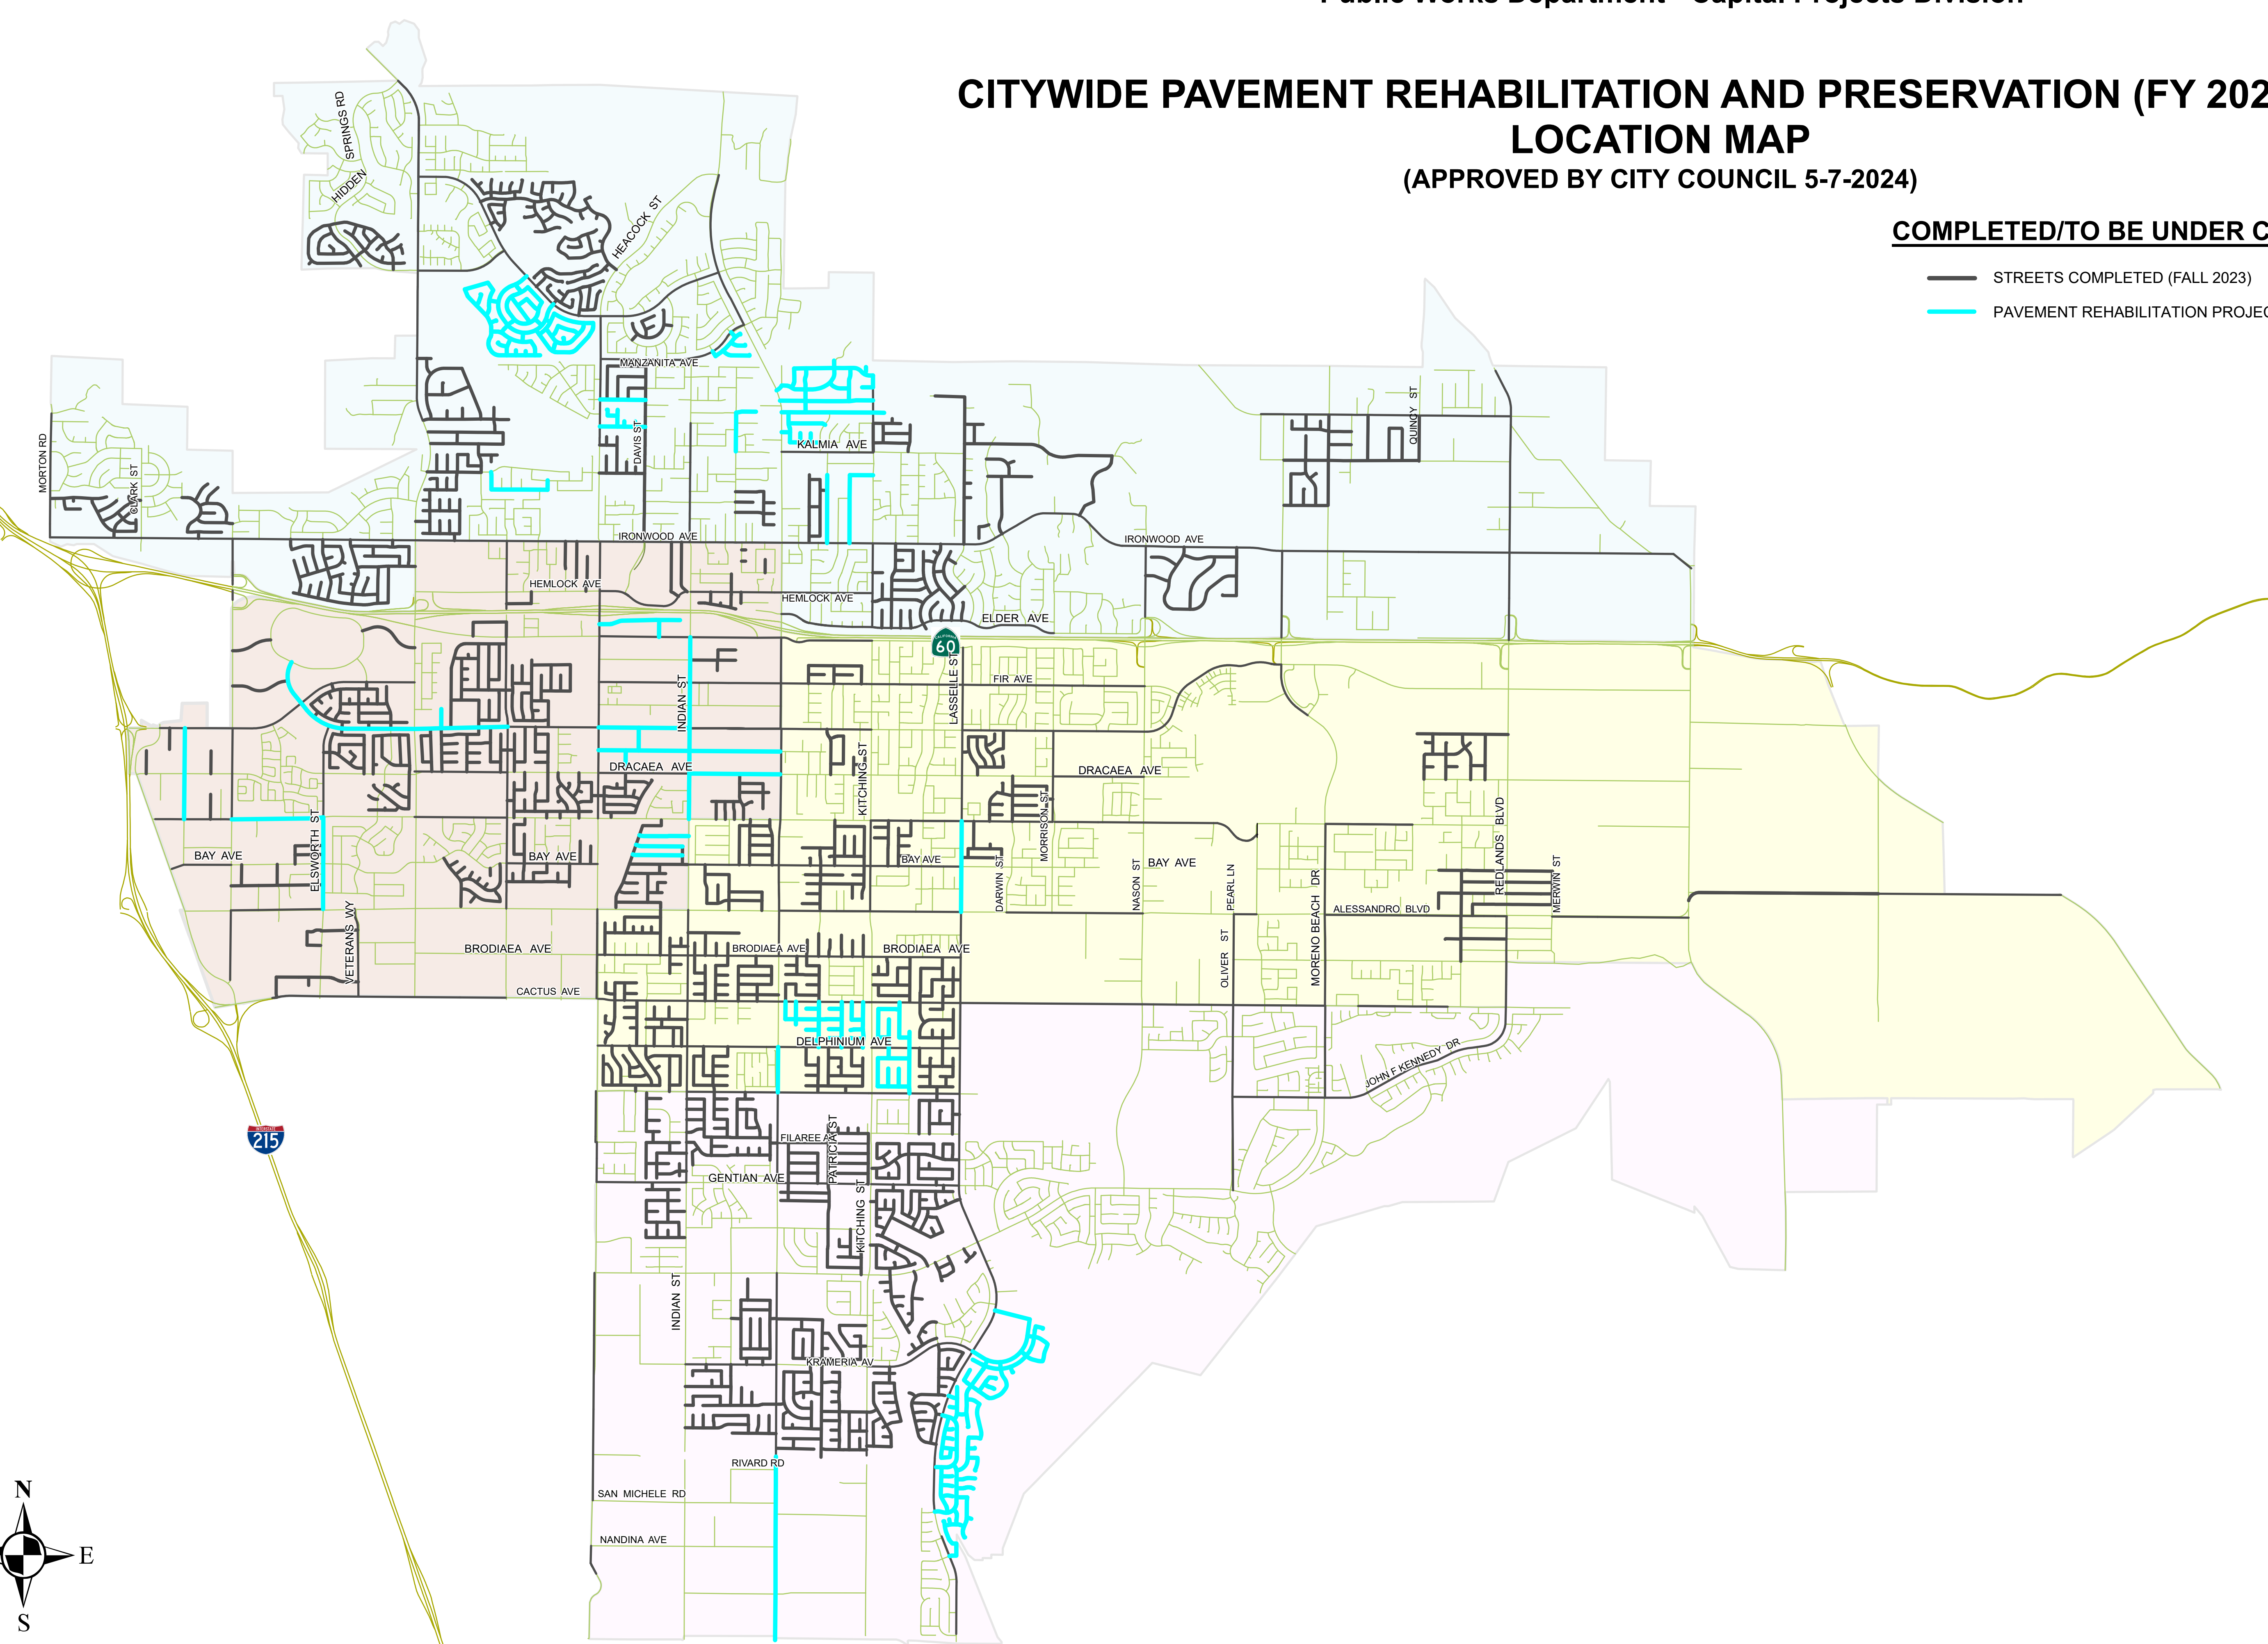 Public Works Department - Capital Projects Division
CITYWIDE PAVEMENT REHABILITATION AND PRESERVATION (FY 202
LOCATION MAP
(APPROVED BY CITY COUNCIL 5-7-2024)
COMPLETED/TO BE UNDER C
STREETS COMPLETED (FALL 2023)
PAVEMENT REHABILITATION PROJEC
HIDDEN SPRINGS RD
HEACOCK ST
MANZANITA AVE
QUINCY ST
DAVIS ST
KALMIA AVE
MORTON RD
CLARK ST
IRONWOOD AVE
IRONWOOD AVE
HEMLOCK AVE
HEMLOCK AVE
ELDER AVE
CALIFORNIA
60
LASSELLE ST
FIR AVE
INDIAN ST
KITCHING ST
DRACAEA AVE
DRACAEA AVE
MORRISON ST
REDLANDS BLVD
ELSWORTH ST
BAY AVE
BAY AVE
BAY AVE
BAY AVE
DARWIN ST
NASON ST
PEARL LN
MERWIN ST
ALESSANDRO BLVD
MORENO BEACH DR
VETERANS WY
BRODIAEA AVE
BRODIAEA AVE
BRODIAEA AVE
OLIVER ST
CACTUS AVE
DELPHINIUM AVE
JOHN F KENNEDY DR
INTERSTATE
215
FILAREE A
PATRICIA ST
GENTIAN AVE
KITCHING ST
INDIAN ST
KRAMERIA AV
RIVARD RD
SAN MICHELE RD
NANDINA AVE
N
E
S